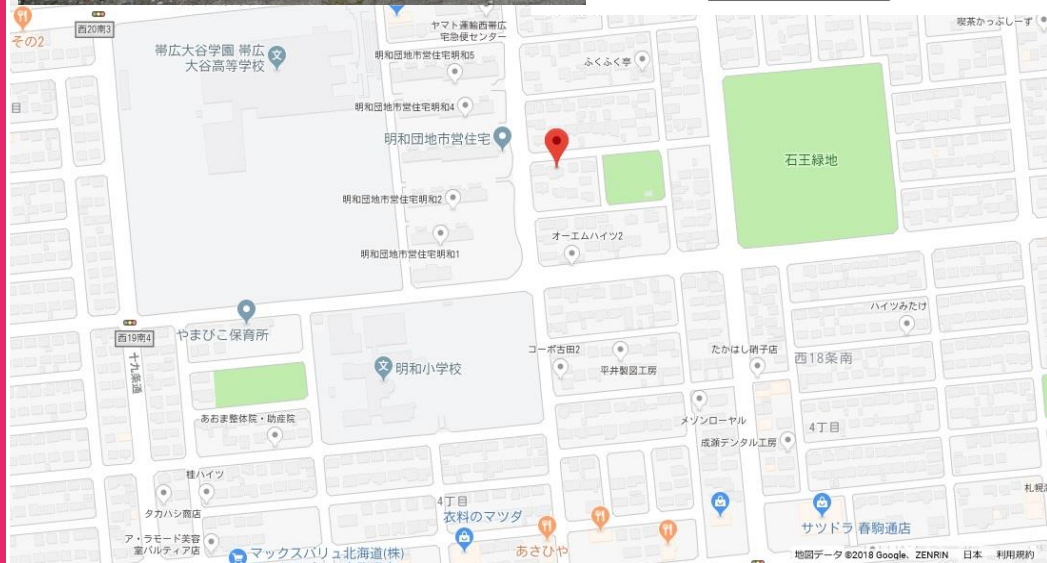 西20南3
その2
ヤマト運輸西帯広
宅急便センター
喫茶かっぷしーず
帯広大谷学園 帯広
大谷高等学校
明和団地市営住宅明和5
ふくふく亭
目
明和団地市営住宅明和4
明和団地市営住宅
石王緑地
明和団地市営住宅明和2
オーエムハイツ2
明和団地市営住宅明和1
ハイツみたけ
西19南4
やまびこ保育所
十九条通
コーポ古田2
たかはし硝子店
西18条南
明和小学校
平井製図工房
あおま整体院・助産院
メゾンローヤル
4丁目
成瀬デンタル工房
桂ハイツ
札幌
4丁目
タカハシ商店
衣料のマツダ
サツドラ 春駒通店
ア・ラモード美容
室バルティア店
マックスバリュ北海道(株)
あさひや
地図データ ©2018 Google、ZENRIN 日本 利用規約